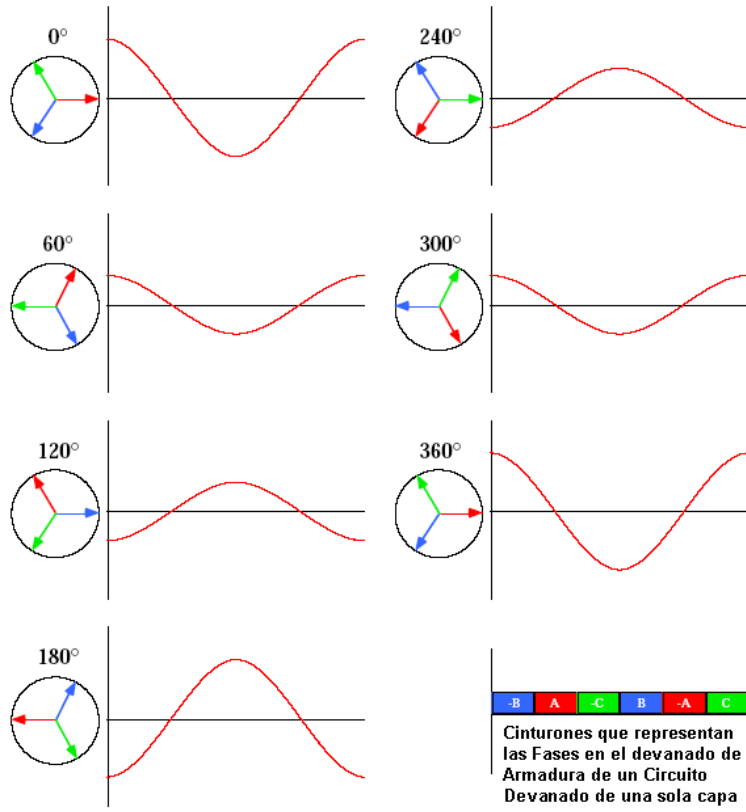 0°
240°
60°
300°
120°
360°
180°
-B A -C B -A C
Cinturones que representan
las Fases en el devanado de
Armadura de un Circuito
Devanado de una sola capa